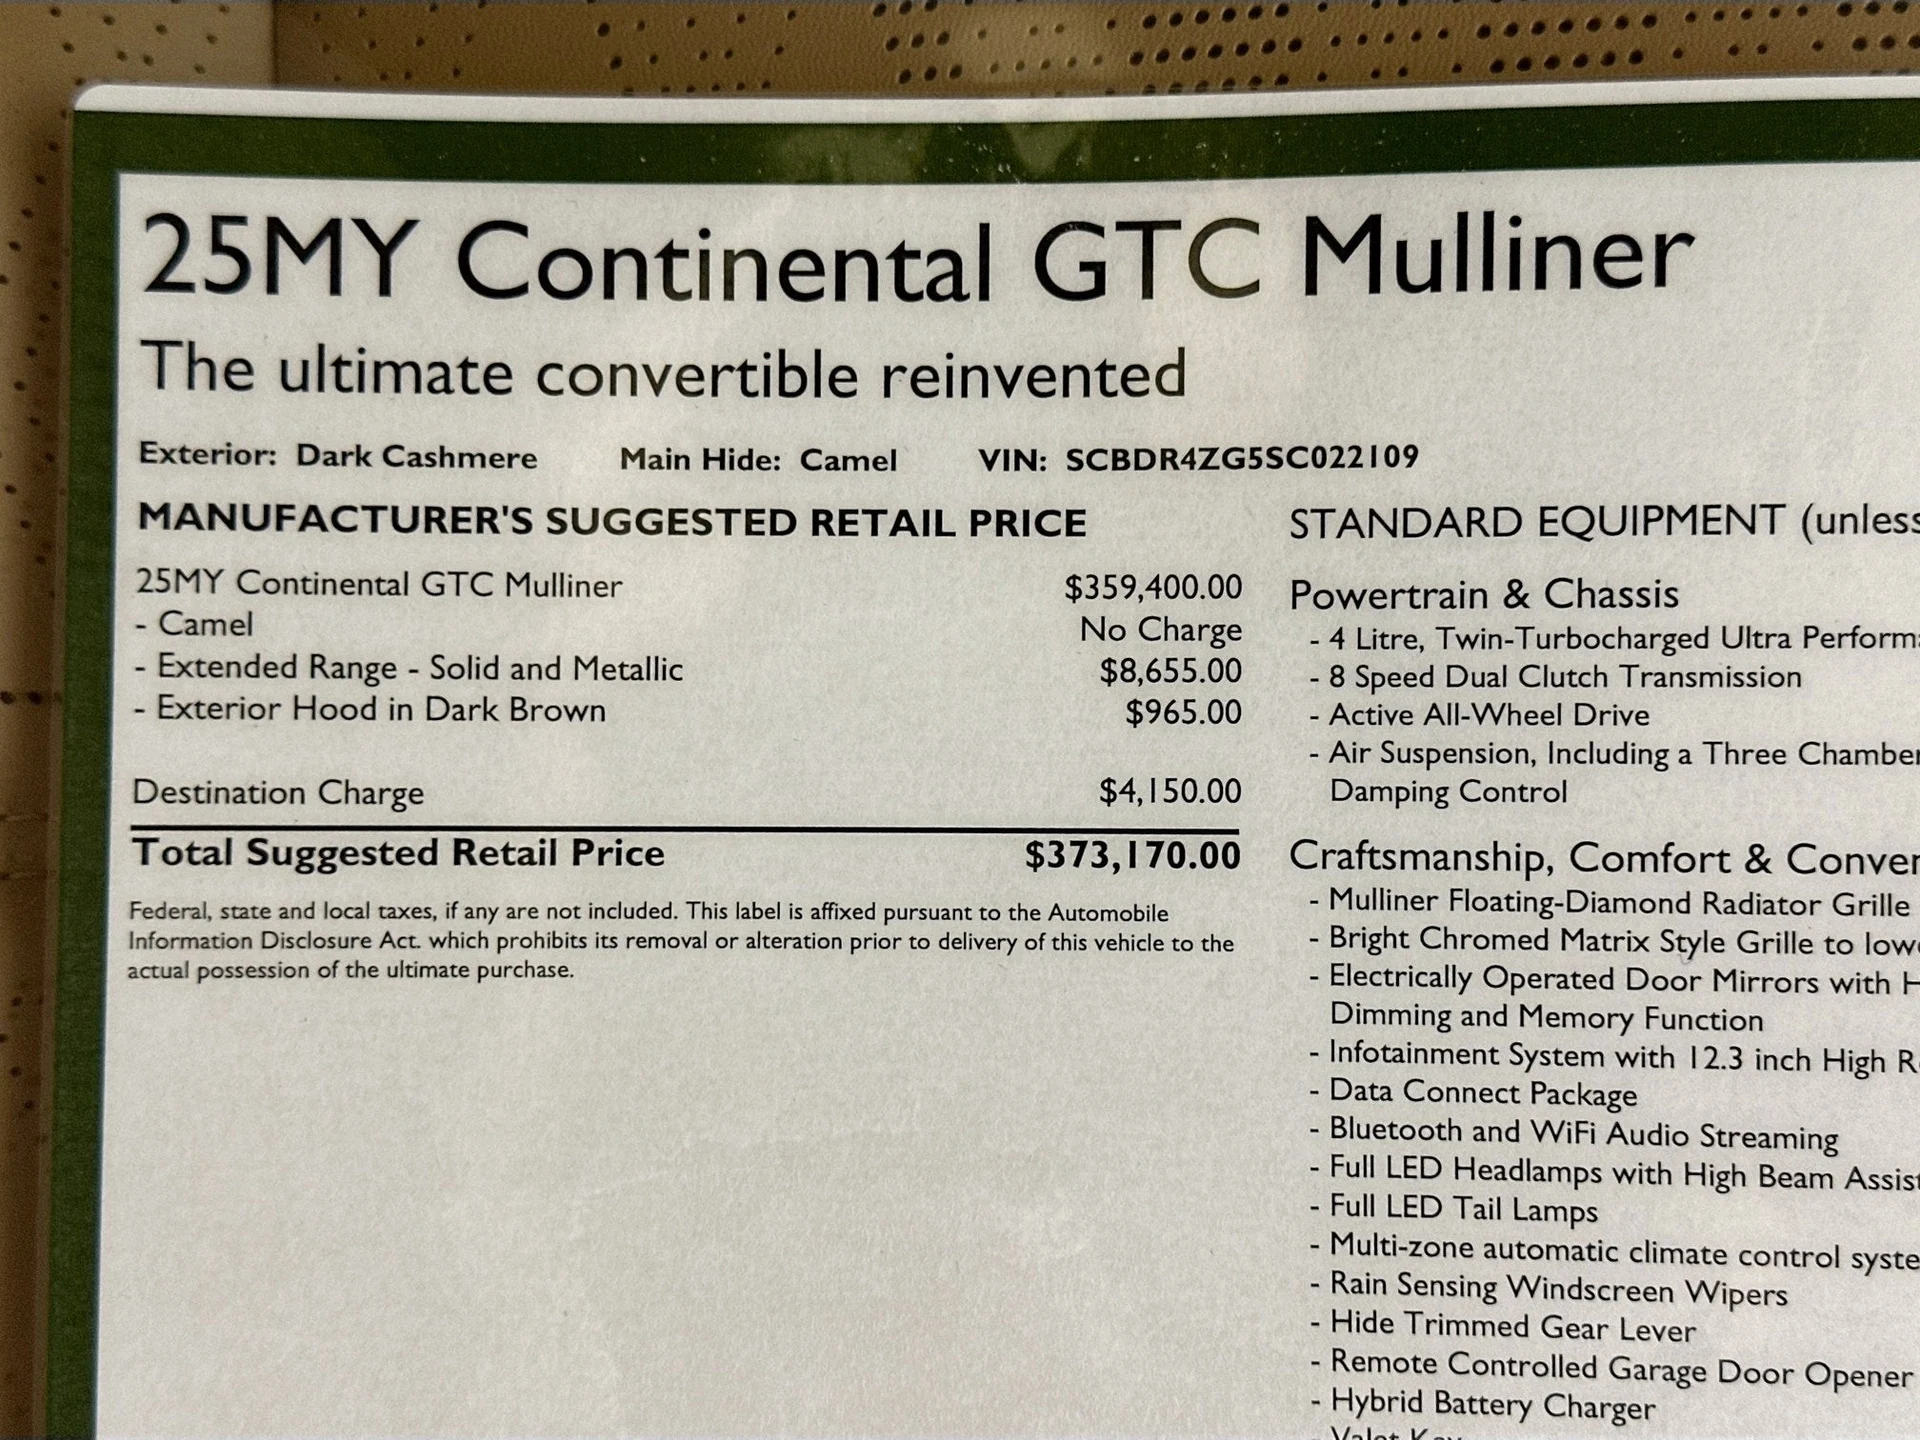 25MY Continental GTC Mulliner
The ultimate convertible reinvented
Exterior: Dark Cashmere Main Hide: Camel VIN: SCBDR4ZG5SC022109
MANUFACTURER'S SUGGESTED RETAIL PRICE
25MY Continental GTC Mulliner $359,400.00
- Camel No Charge
- Extended Range - Solid and Metallic $8,655.00
- Exterior Hood in Dark Brown $965.00
Destination Charge $4,150.00
Total Suggested Retail Price $373,170.00
Federal, state and local taxes, if any are not included. This label is affixed pursuant to the Automobile
Information Disclosure Act. which prohibits its removal or alteration prior to delivery of this vehicle to the
actual possession of the ultimate purchase.
STANDARD EQUIPMENT (unless
Powertrain & Chassis
- 4 Litre, Twin-Turbocharged Ultra
- 8 Speed Dual Clutch Transmission
- Active All-Wheel Drive
- Air Suspension, Including a Three Chamber
Damping Control
Craftsmanship, Comfort &
- Mulliner Floating-Diamond Radiator Grille
- Bright Chromed Matrix Style Grille to
- Electrically Operated Door Mirrors with
Dimming and Memory Function
- Infotainment System with 12.3 inch High
- Data Connect Package
- Bluetooth and WiFi Audio Streaming
- Full LED Headlamps with High Beam Assist
- Full LED Tail Lamps
- Multi-zone automatic climate control
- Rain Sensing Windscreen Wipers
- Hide Trimmed Gear Lever
- Remote Controlled Garage Door Opener
- Hybrid Battery Charger